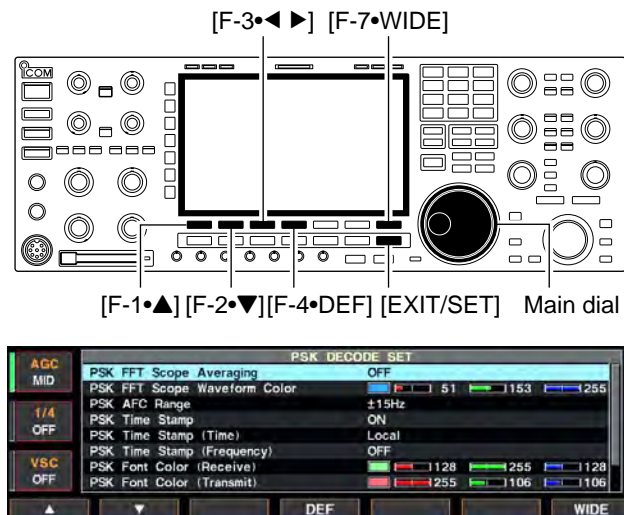 [F-3•◄ ►] [F-7•WIDE]
ICOM
[F-1•▲] [F-2•▼][F-4•DEF] [EXIT/SET] Main dial
PSK DECODE SET
AGC
MID
1/4
OFF
VSC
OFF
PSK FFT Scope Averaging OFF
PSK FFT Scope Waveform Color 51 153 255
PSK AFC Range ±15Hz
PSK Time Stamp ON
PSK Time Stamp (Time) Local
PSK Time Stamp (Frequency) OFF
PSK Font Color (Receive) 128 255 128
PSK Font Color (Transmit) 255 106 106
▲ ▼ DEF WIDE